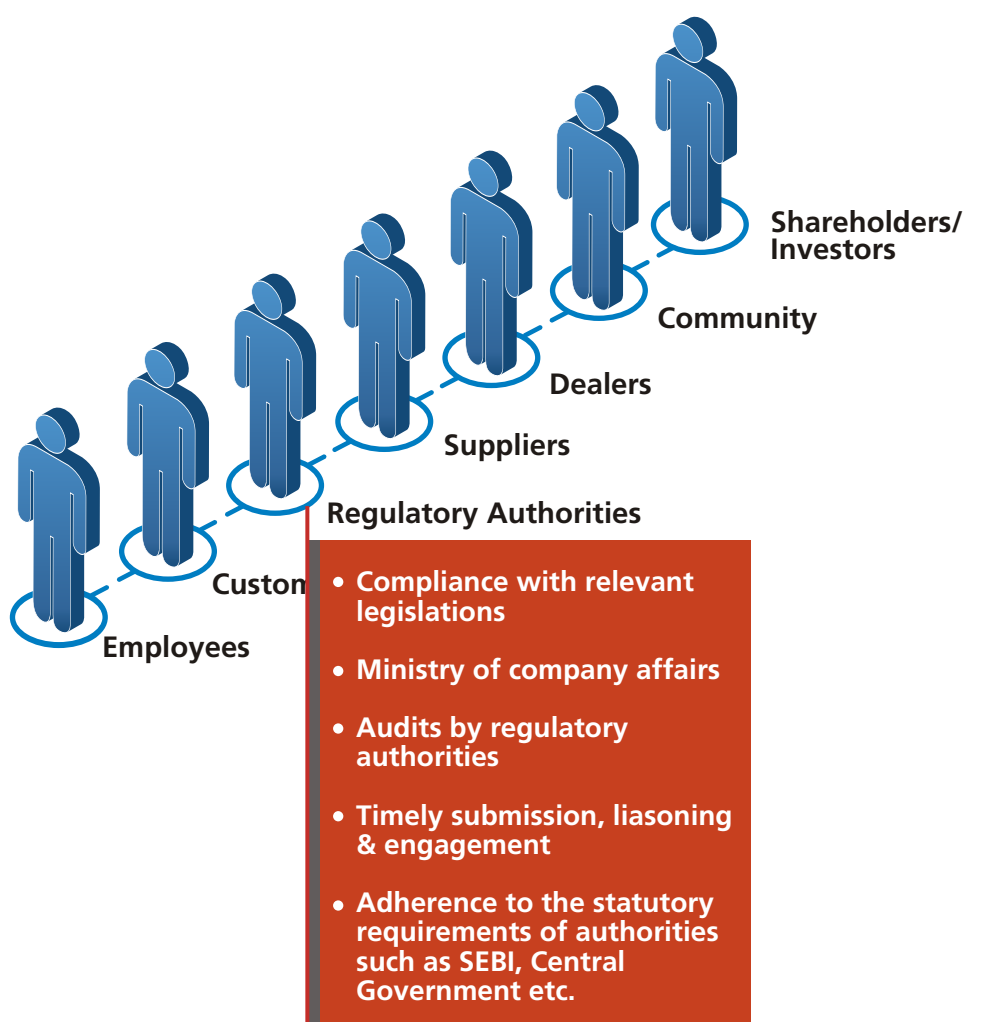 Shareholders/
Investors
Community
Dealers
Suppliers
Regulatory Authorities
Custom
Employees
• Compliance with relevant
legislations
• Ministry of company affairs
• Audits by regulatory
authorities
• Timely submission, liasoning
& engagement
• Adherence to the statutory
requirements of authorities
such as SEBI, Central
Government etc.